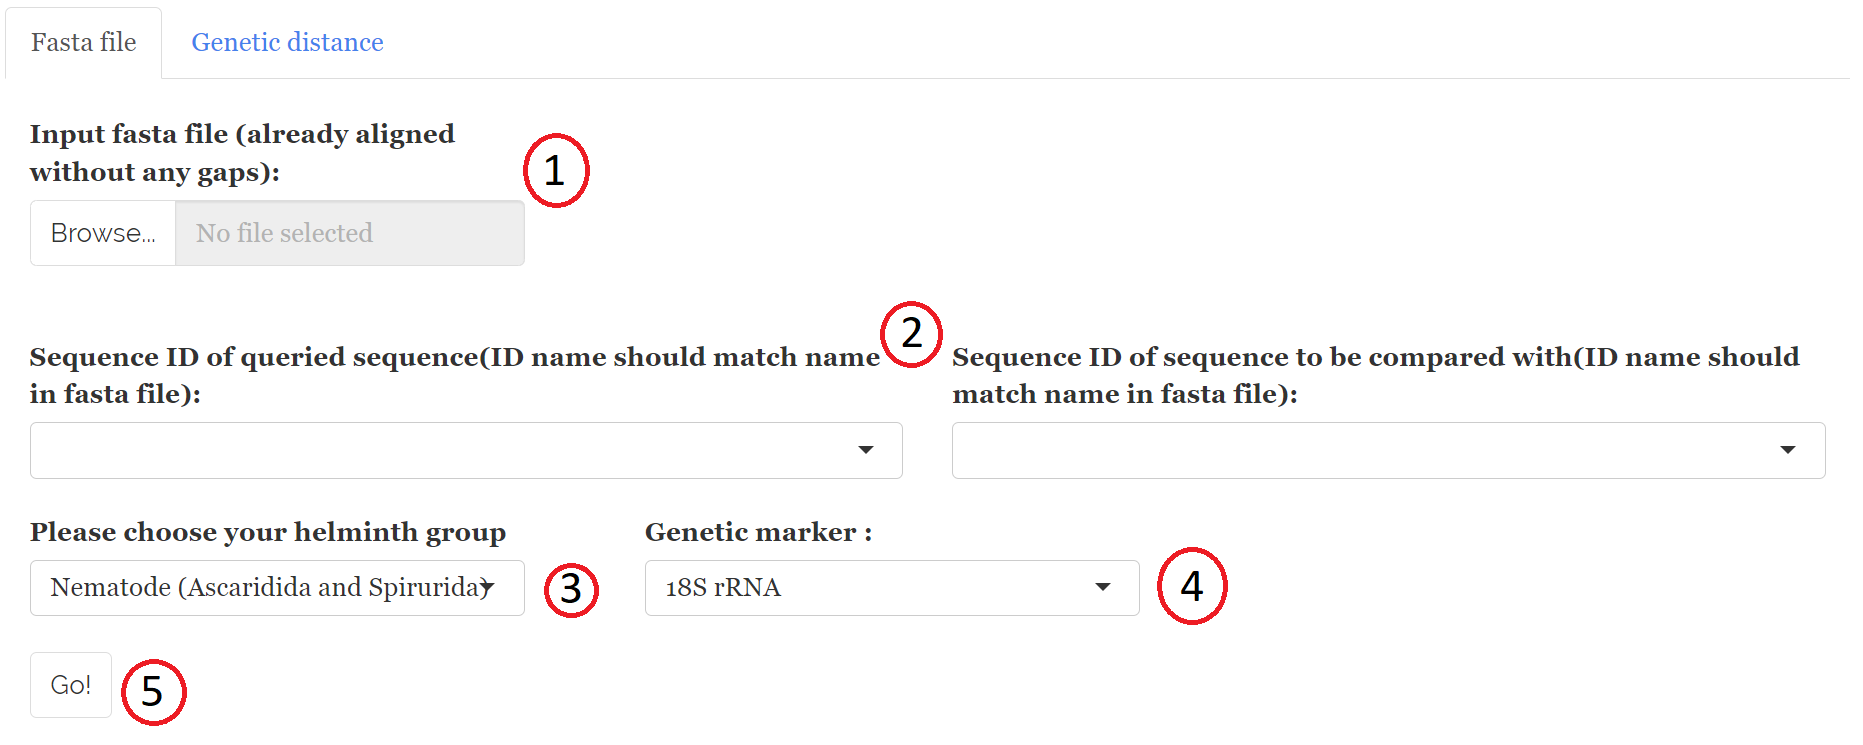 Fasta file Genetic distance
Input fasta file (already aligned
without any gaps):
1
Browse... No file selected
2
Sequence ID of queried sequence(ID name should match name
in fasta file):
Sequence ID of sequence to be compared with(ID name should
match name in fasta file):
Please choose your helminth group
Nematode (Ascaridida and Spirurida)
3
Genetic marker :
18S rRNA
4
Go!
5